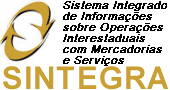 Sistema Integrado
de Informações
sobre Operações
Interestaduais
com Mercadorias
e Serviços
SINTEGRA